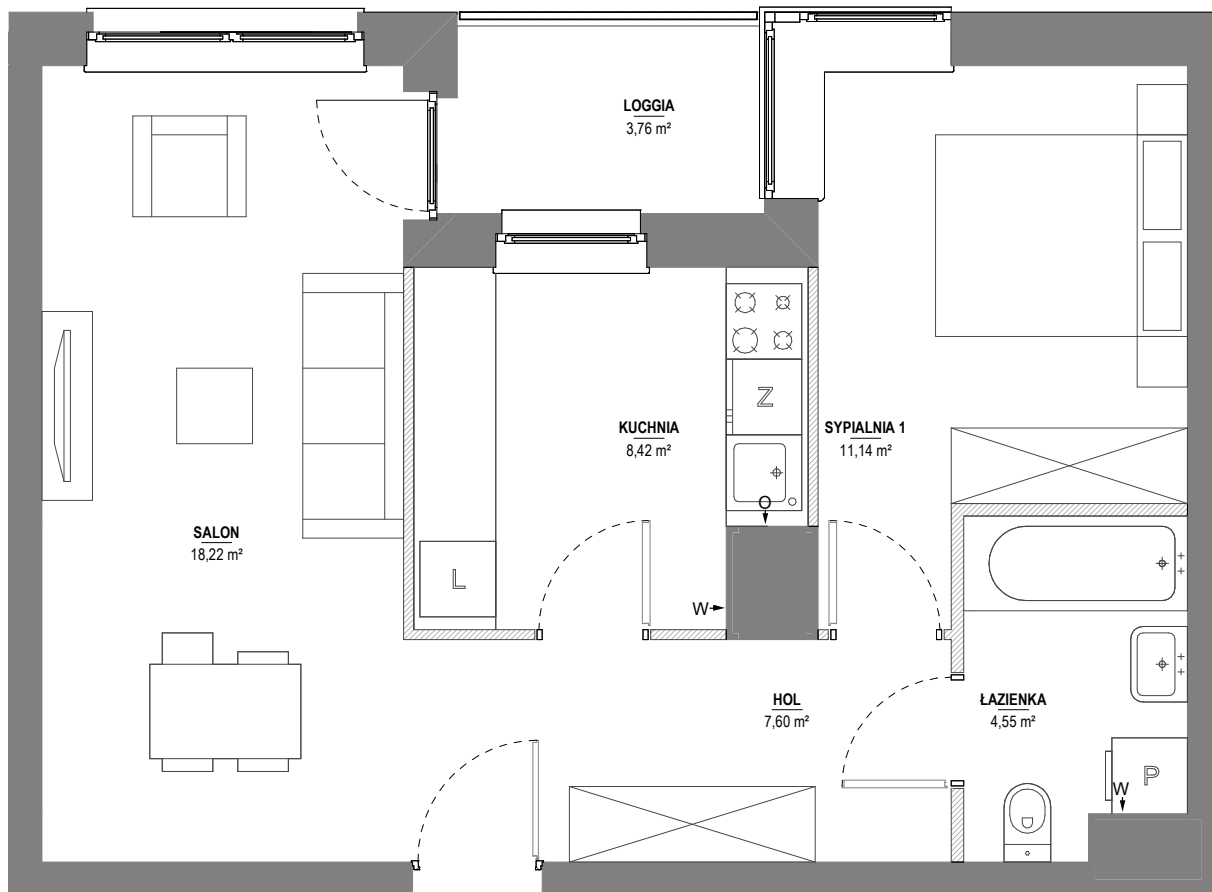 LOGGIA
3,76 m²
KUCHNIA
8,42 m²
Z
SYPIALNIA 1
11,14 m²
O
SALON
18,22 m²
L
W
HOL
7,60 m²
ŁAZIENKA
4,55 m²
P
W